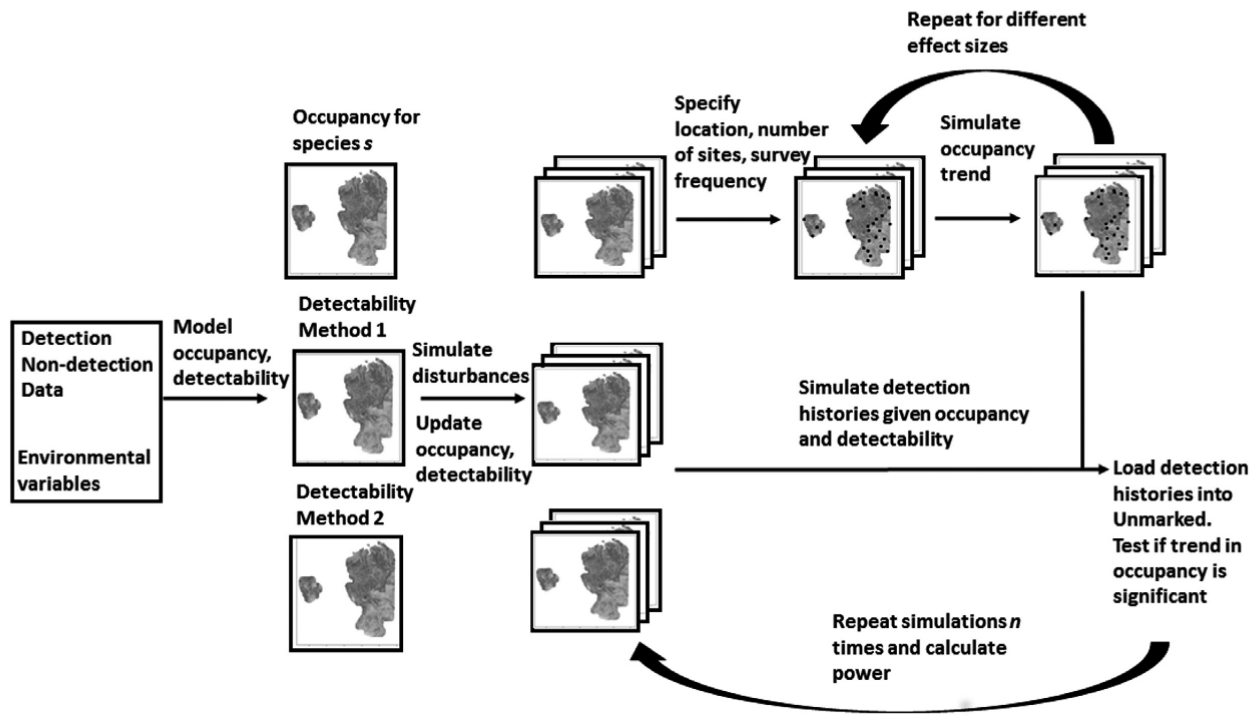 Repeat for different
effect sizes
Occupancy for
species s
Specify
location, number
of sites, survey
frequency
Simulate
occupancy
trend
Detection
Non-detection
Data
Environmental
variables
Model
occupancy,
detectability
Detectability
Method 1
Simulate
disturbances
Update
occupancy,
detectability
Detectability
Method 2
Simulate detection
histories given occupancy
and detectability
Load detection
histories into
Unmarked.
Test if trend in
occupancy is
significant
Repeat simulations n
times and calculate
power